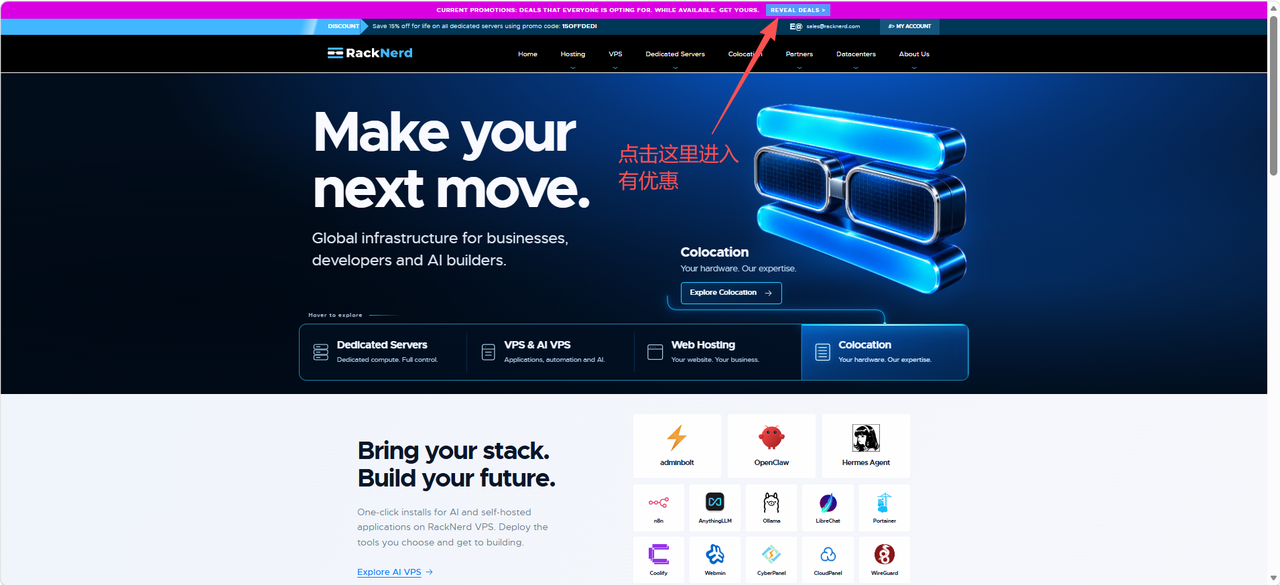 CURRENT PROMOTIONS: DEALS THAT EVERYONE IS OPTING FOR. WHILE AVAILABLE. GET YOURS. REVEAL DEALS >
DISCOUNT Save 15% off for life on all dedicated servers using promo code: 15OFFDEDI sales@racknerd.com MY ACCOUNT
RackNerd Home Hosting VPS Dedicated Servers Colocation Partners Datacenters About Us
Make your
next move.
点击这里进入
有优惠
Global infrastructure for businesses,
developers and AI builders.
Colocation
Your hardware. Our expertise.
Explore Colocation →
Hover to explore
Dedicated Servers
Dedicated compute. Full control.
VPS & AI VPS
Applications, automation and AI.
Web Hosting
Your website. Your business.
Colocation
Your hardware. Our expertise.
Bring your stack.
Build your future.
One-click installs for AI and self-hosted
applications on RackNerd VPS. Deploy the
tools you choose and get to building.
Explore AI VPS →
adminbolt OpenClaw Hermes Agent
n8n AnythingLLM Ollama LibreChat Portainer
Coolify Webmin CyberPanel CloudPanel WireGuard